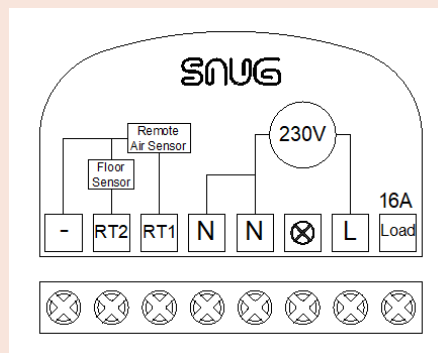 SNUG
Remote
Air Sensor
230V
Floor
Sensor
16A
- RT2 RT1 N N L Load